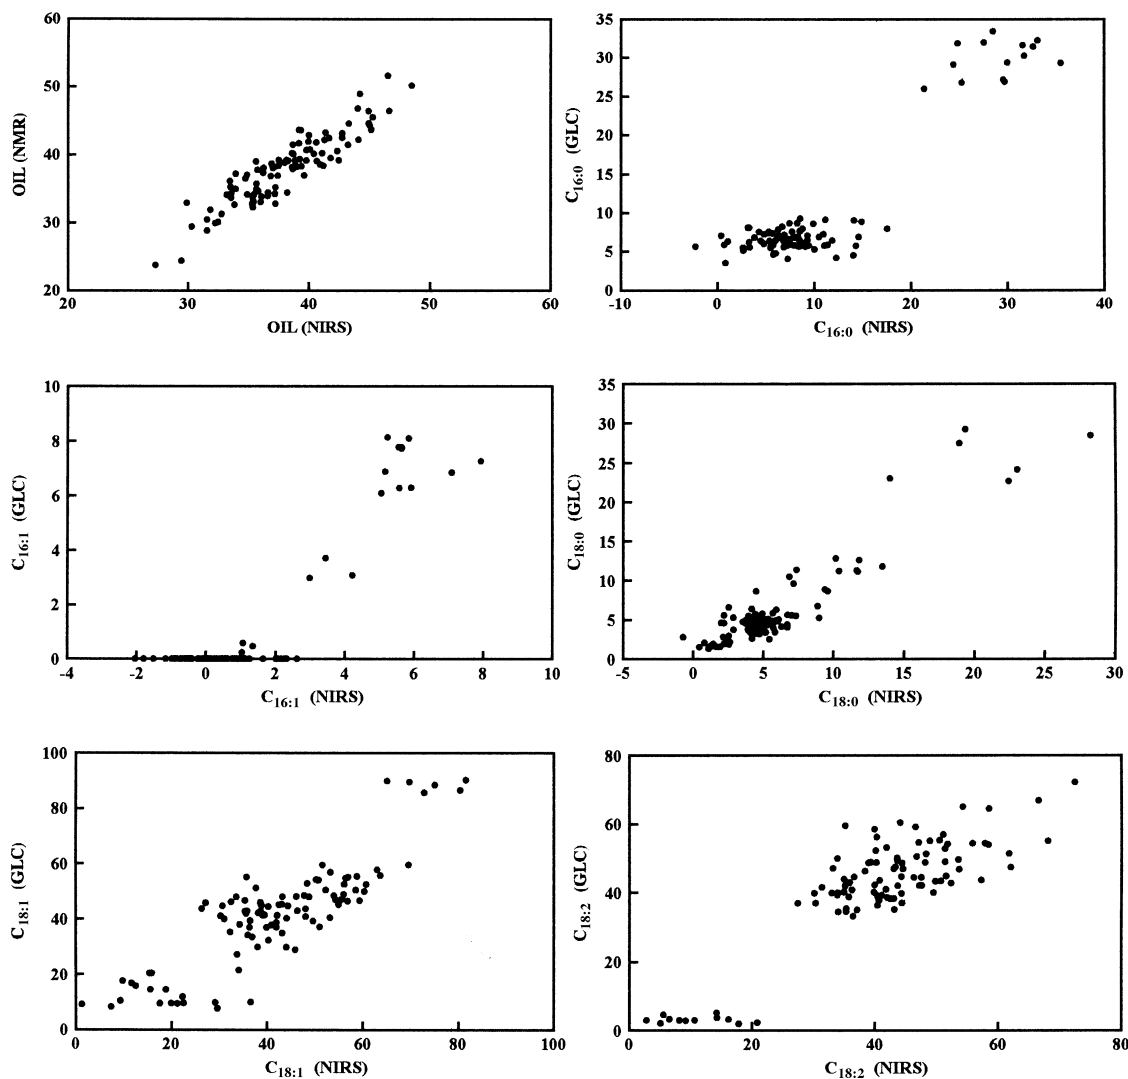 60
50
40
30
20
20 30 40 50 60
OIL (NMR)
OIL (NIRS)
35
30
25
20
15
10
5
0
-10 0 10 20 30 40
C16:0 (GLC)
C16:0 (NIRS)
10
8
6
4
2
0
-4 -2 0 2 4 6 8 10
C16:1 (GLC)
C16:1 (NIRS)
35
30
25
20
15
10
5
0
-5 0 5 10 15 20 25 30
C18:0 (GLC)
C18:0 (NIRS)
100
80
60
40
20
0
0 20 40 60 80 100
C18:1 (GLC)
C18:1 (NIRS)
80
60
40
20
0
0 20 40 60 80
C18:2 (GLC)
C18:2 (NIRS)